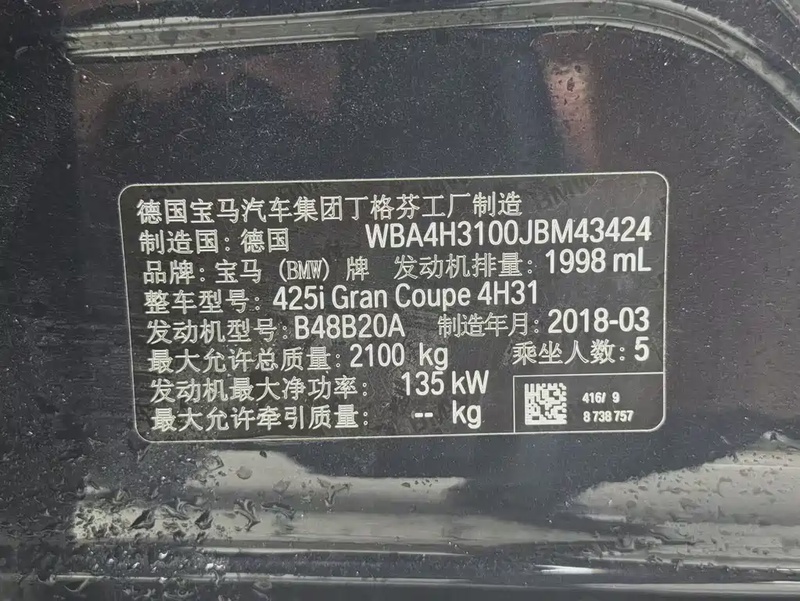 德国宝马汽车集团丁格芬工厂制造
制造国：德国 WBA4H3100JBM43424
品牌：宝马（BMW）牌 发动机排量：1998 mL
整车型号：425i Gran Coupe 4H31
发动机型号：B48B20A 制造年月：2018-03
最大允许总质量：2100 kg 乘坐人数：5
发动机最大净功率：135 kW
最大允许牵引质量：-- kg
416/ 9
8 738 757